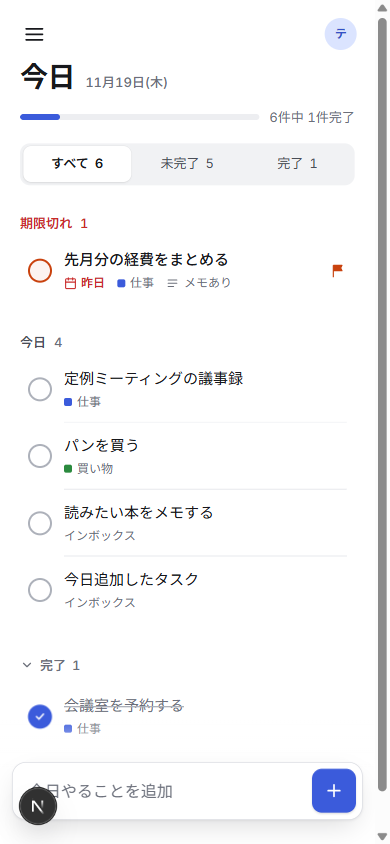 テ
今日 11月19日(木)
6件中 1件完了
すべて 6 未完了 5 完了 1
期限切れ 1
先月分の経費をまとめる
昨日 仕事 メモあり
今日 4
定例ミーティングの議事録
仕事
パンを買う
買い物
読みたい本をメモする
インボックス
今日追加したタスク
インボックス
完了 1
会議室を予約する
仕事
今日やることを追加
N